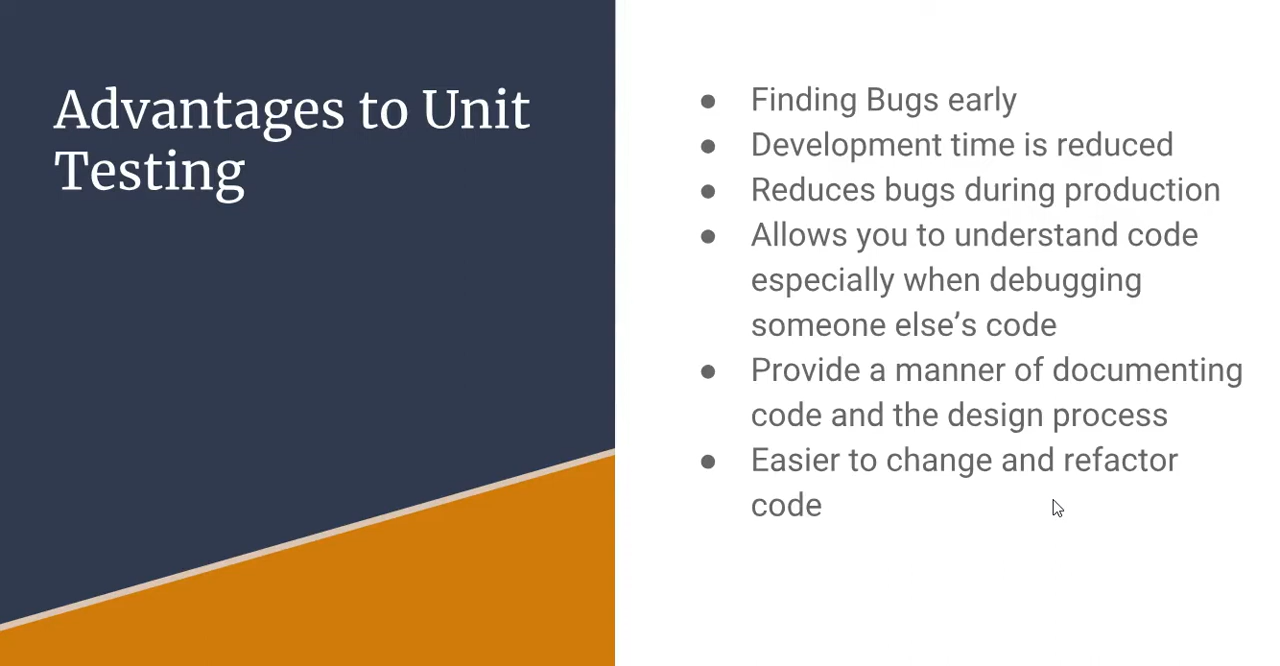 Advantages to Unit
Testing
● Finding Bugs early
● Development time is reduced
● Reduces bugs during production
● Allows you to understand code
especially when debugging
someone else’s code
● Provide a manner of documenting
code and the design process
● Easier to change and refactor
code